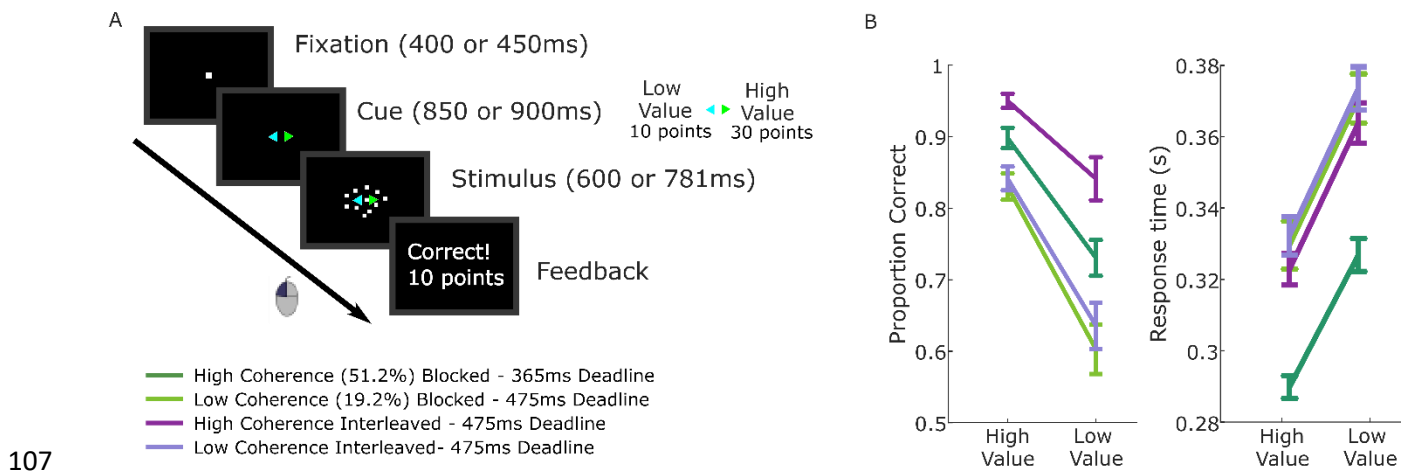 A
Fixation (400 or 450ms)
Cue (850 or 900ms)
Low
Value
10 points
High
Value
30 points
Stimulus (600 or 781ms)
Correct!
10 points
Feedback
High Coherence (51.2%) Blocked - 365ms Deadline
Low Coherence (19.2%) Blocked - 475ms Deadline
High Coherence Interleaved - 475ms Deadline
Low Coherence Interleaved- 475ms Deadline
107
B
Proportion Correct
1
0.9
0.8
0.7
0.6
0.5
High
Value
Low
Value
Response time (s)
0.38
0.36
0.34
0.32
0.3
0.28
High
Value
Low
Value